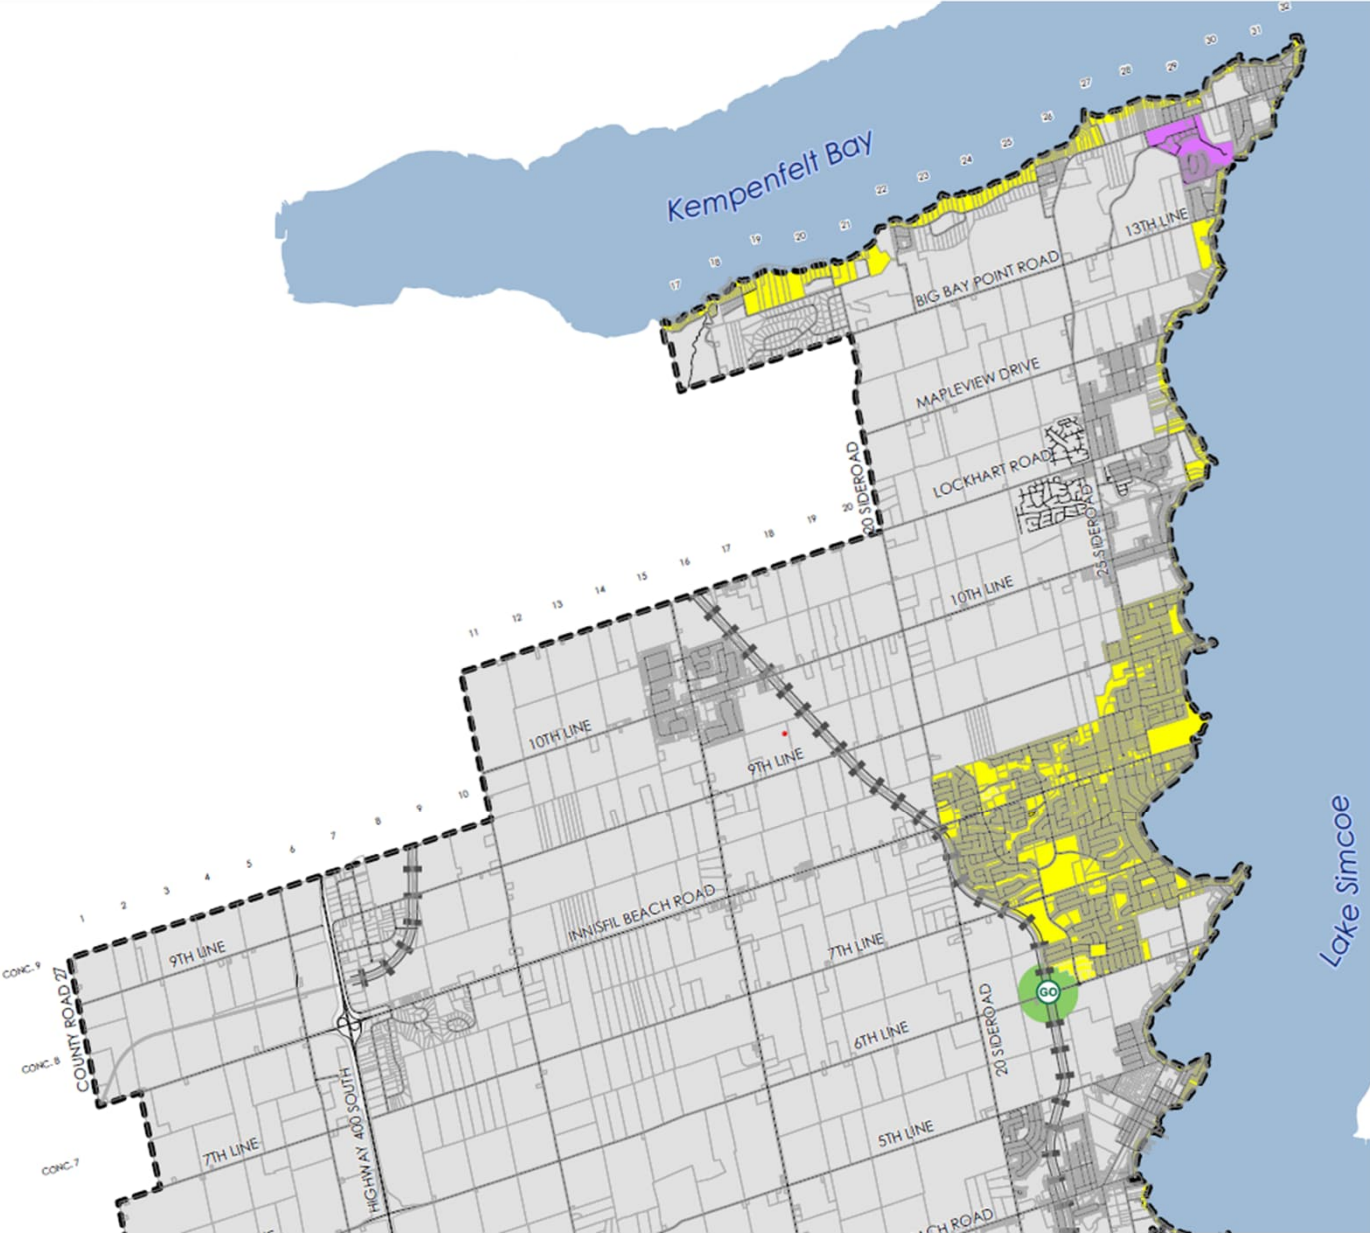 32
31
30
29
28
27
26
25
24
23
22
21
20
19
18
17
Kempenfelt Bay
13TH LINE
BIG BAY POINT ROAD
MAPLEVIEW DRIVE
LOCKHART ROAD
20 SIDEROAD
25 SIDEROAD
20
19
18
17
16
15
14
13
12
11
10TH LINE
10TH LINE
9TH LINE
10
9
8
7
6
5
4
3
2
1
Lake Simcoe
INNISFIL BEACH ROAD
7TH LINE
9TH LINE
CONC. 9
COUNTY ROAD 27
GO
20 SIDEROAD
6TH LINE
CONC. 8
HIGHWAY 400 SOUTH
5TH LINE
7TH LINE
CONC. 7
ACH ROAD